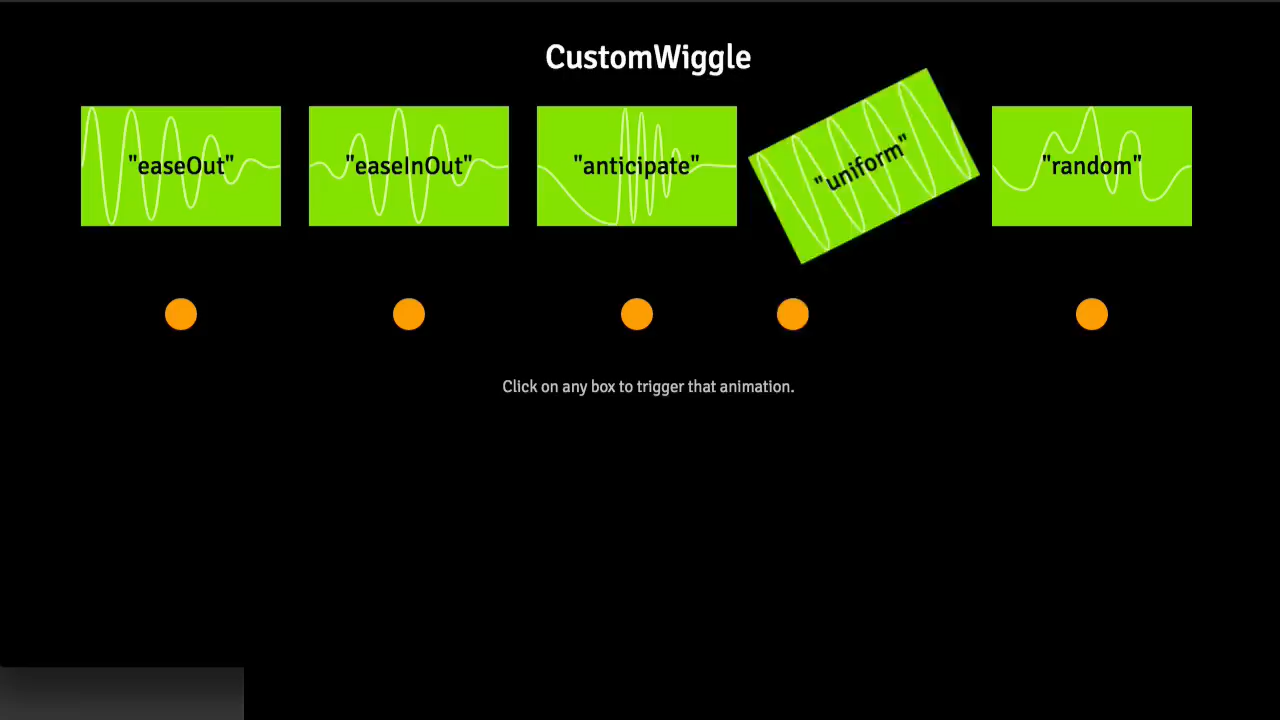 CustomWiggle
"easeOut"
"easeInOut"
"anticipate"
"uniform"
"random"
Click on any box to trigger that animation.